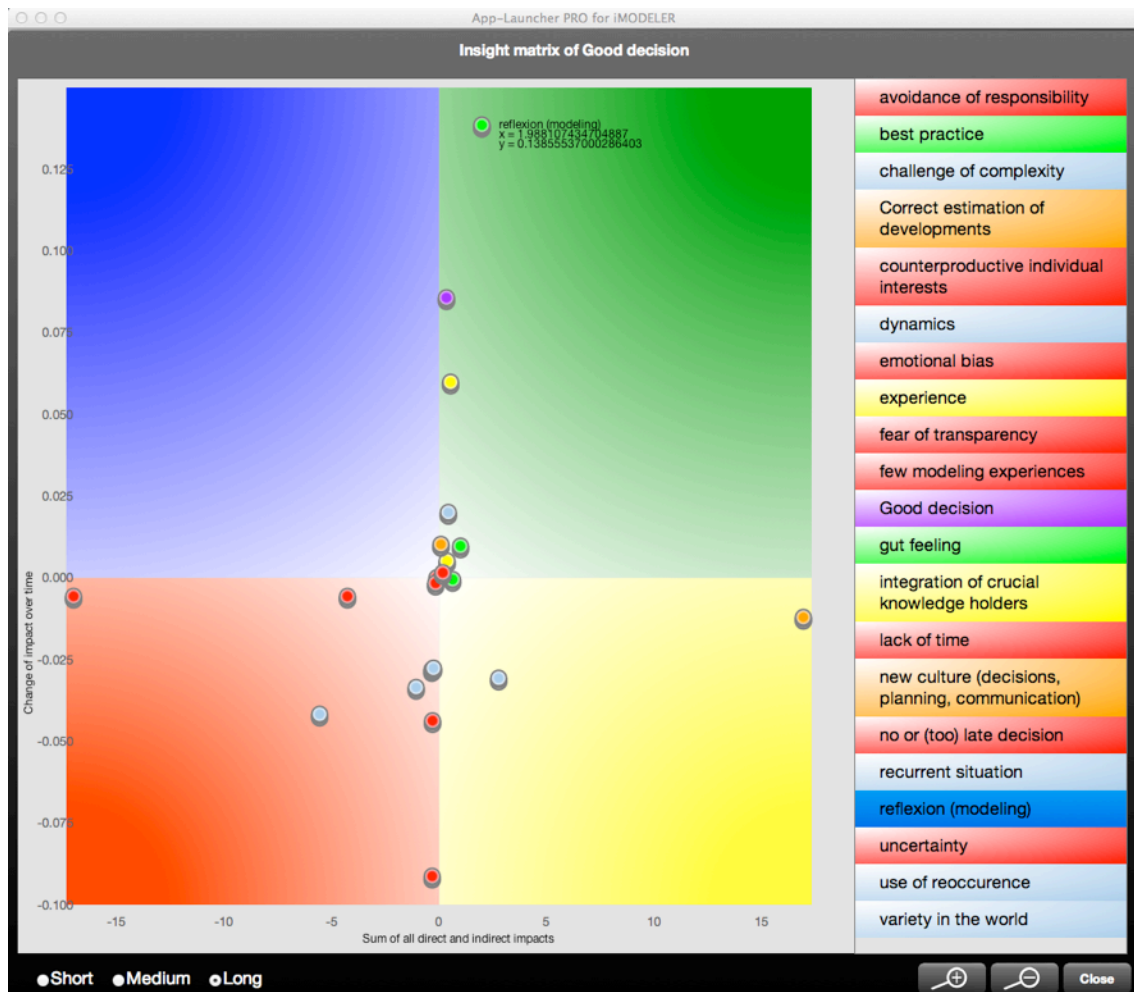 App-Launcher PRO for iMODELER
Insight matrix of Good decision
reflexion (modeling)
x = 1.988107434704887
y = 0.13855537000286403
0.125
0.100
0.075
0.050
0.025
0.000
-0.025
-0.050
-0.075
-0.100
Change of impact over time
-15
-10
-5
0
5
10
15
Sum of all direct and indirect impacts
avoidance of responsibility
best practice
challenge of complexity
Correct estimation of
developments
counterproductive individual
interests
dynamics
emotional bias
experience
fear of transparency
few modeling experiences
Good decision
gut feeling
integration of crucial
knowledge holders
lack of time
new culture (decisions,
planning, communication)
no or (too) late decision
recurrent situation
reflexion (modeling)
uncertainty
use of reoccurence
variety in the world
Short
Medium
Long
Close